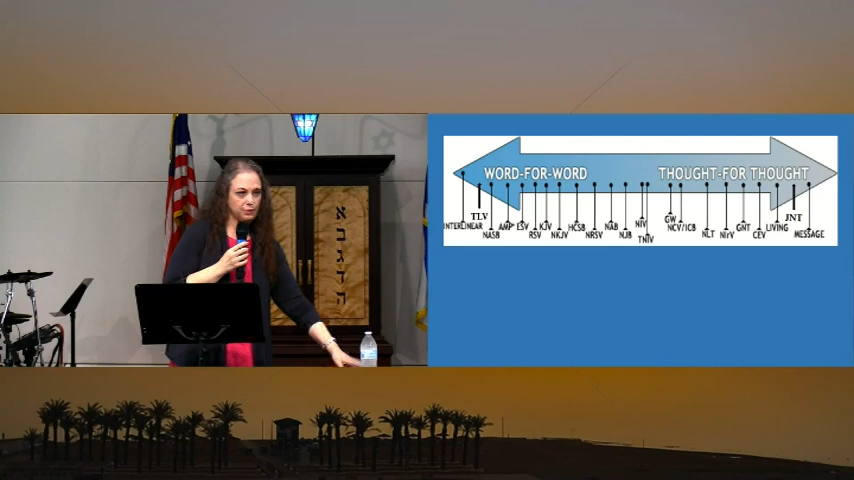 WORD-FOR-WORD THOUGHT-FOR THOUGHT
INTERLINEAR TLV NASB AMP ESV RSV KJV NKJV HCSB NRSV NAB NJB NIV TNIV GW NCV/ICB NLT NIrV GNT CEV LIVING JNT MESSAGE
א
ב
ג
ד
ה